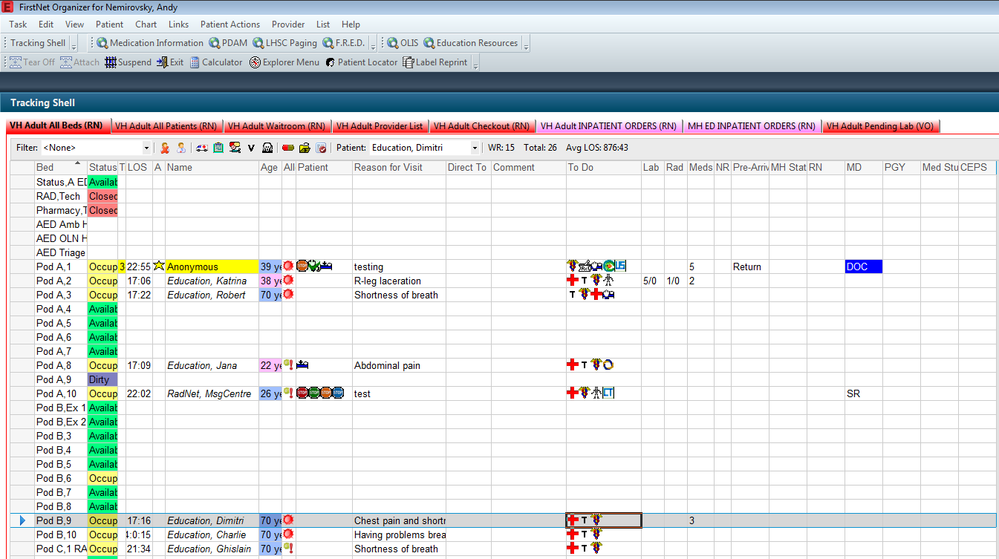 FirstNet Organizer for Nemirovsky, Andy
Task Edit View Patient Chart Links Patient Actions Provider List Help
Tracking Shell Medication Information PDAM LHSC Paging F.R.E.D. OLIS Education Resources
Tear Off Attach Suspend Exit Calculator Explorer Menu Patient Locator Label Reprint
Tracking Shell
VH Adult All Beds (RN) VH Adult All Patients (RN) VH Adult Waitroom (RN) VH Adult Provider List VH Adult Checkout (RN) VH Adult INPATIENT ORDERS (RN) MH ED INPATIENT ORDERS (RN) VH Adult Pending Lab (VO)
Filter: <None> Patient: Education, Dimitri WR: 15 Total: 26 Avg LOS: 876:43
Bed Status T LOS A Name Age All Patient Reason for Visit Direct To Comment To Do Lab Rad Meds NR Pre-Arriv MH Stat RN MD PGY Med Stu CEPS
Status,A ED Availab
RAD,Tech Closed
Pharmacy,T Closed
AED Amb H
AED OLN H
AED Triage
Pod A,1 Occup 3 22:55 Anonymous 39 ye STOP testing US 5 Return DOC
Pod A,2 Occup 17:06 Education, Katrina 38 ye R-leg laceration T 5/0 1/0 2
Pod A,3 Occup 17:22 Education, Robert 70 ye Shortness of breath T
Pod A,4 Availab
Pod A,5 Availab
Pod A,6 Availab
Pod A,7 Availab
Pod A,8 Occup 17:09 Education, Jana 22 ye Abdominal pain T
Pod A,9 Dirty
Pod A,10 Occup 22:02 RadNet, MsgCentre 26 ye STOP STOP STOP STOP test CT SR
Pod B,Ex 1 Availab
Pod B,Ex 2 Availab
Pod B,3 Availab
Pod B,4 Availab
Pod B,5 Availab
Pod B,6 Occup
Pod B,7 Availab
Pod B,8 Availab
Pod B,9 Occup 17:16 Education, Dimitri 70 ye Chest pain and shortr T 3
Pod B,10 Occup 4:0:15 Education, Charlie 70 ye Having problems brea T
Pod C,1 RA Occup 21:34 Education, Ghislain 70 ye Shortness of breath T